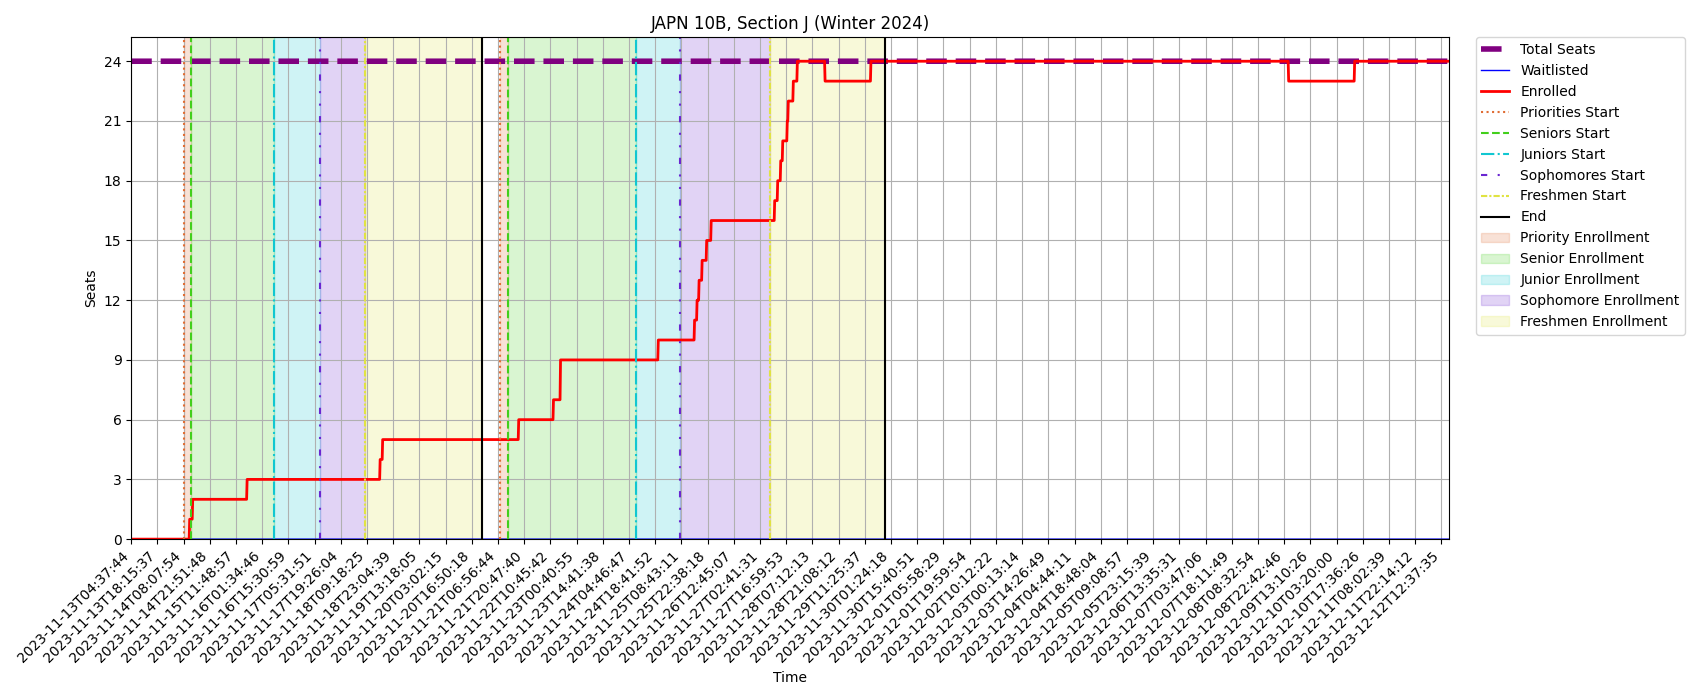 JAPN 10B, Section J (Winter 2024)
Seats
24
21
18
15
12
9
6
3
0
2023-11-13T04:37:44
2023-11-13T18:15:37
2023-11-14T08:07:54
2023-11-14T21:51:48
2023-11-15T11:48:57
2023-11-16T01:34:46
2023-11-16T15:30:59
2023-11-17T05:31:51
2023-11-17T19:26:04
2023-11-18T09:18:25
2023-11-18T23:04:39
2023-11-19T13:18:05
2023-11-20T03:02:15
2023-11-20T16:50:18
2023-11-21T06:56:44
2023-11-21T20:47:40
2023-11-22T10:45:42
2023-11-23T00:40:55
2023-11-23T14:41:38
2023-11-24T04:46:47
2023-11-24T18:41:52
2023-11-25T08:43:11
2023-11-25T22:38:18
2023-11-26T12:45:07
2023-11-27T02:41:31
2023-11-27T16:59:53
2023-11-28T07:12:13
2023-11-28T21:08:12
2023-11-29T11:25:37
2023-11-30T01:24:18
2023-11-30T15:40:51
2023-12-01T05:58:29
2023-12-01T19:59:54
2023-12-02T10:12:22
2023-12-03T00:13:14
2023-12-03T14:26:49
2023-12-04T04:44:11
2023-12-04T18:48:04
2023-12-05T09:08:57
2023-12-05T23:15:39
2023-12-06T13:35:31
2023-12-07T03:47:06
2023-12-07T18:11:49
2023-12-08T08:32:54
2023-12-08T22:42:46
2023-12-09T13:10:26
2023-12-10T03:20:00
2023-12-10T17:36:26
2023-12-11T08:02:39
2023-12-11T22:14:12
2023-12-12T12:37:35
Time
Total Seats
Waitlisted
Enrolled
Priorities Start
Seniors Start
Juniors Start
Sophomores Start
Freshmen Start
End
Priority Enrollment
Senior Enrollment
Junior Enrollment
Sophomore Enrollment
Freshmen Enrollment